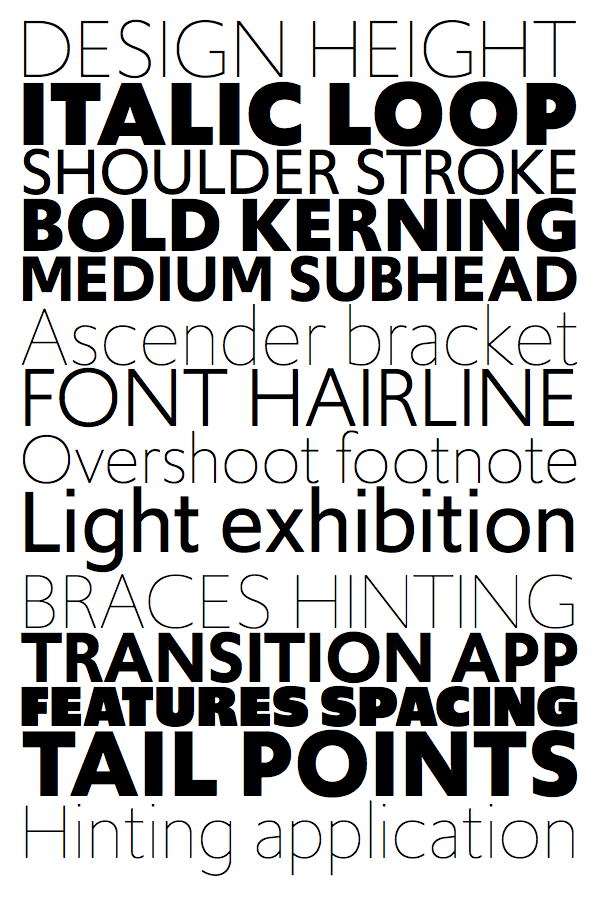 DESIGN HEIGHT
ITALIC LOOP
SHOULDER STROKE
BOLD KERNING
MEDIUM SUBHEAD
Ascender bracket
FONT HAIRLINE
Overshoot footnote
Light exhibition
BRACES HINTING
TRANSITION APP
FEATURES SPACING
TAIL POINTS
Hinting application